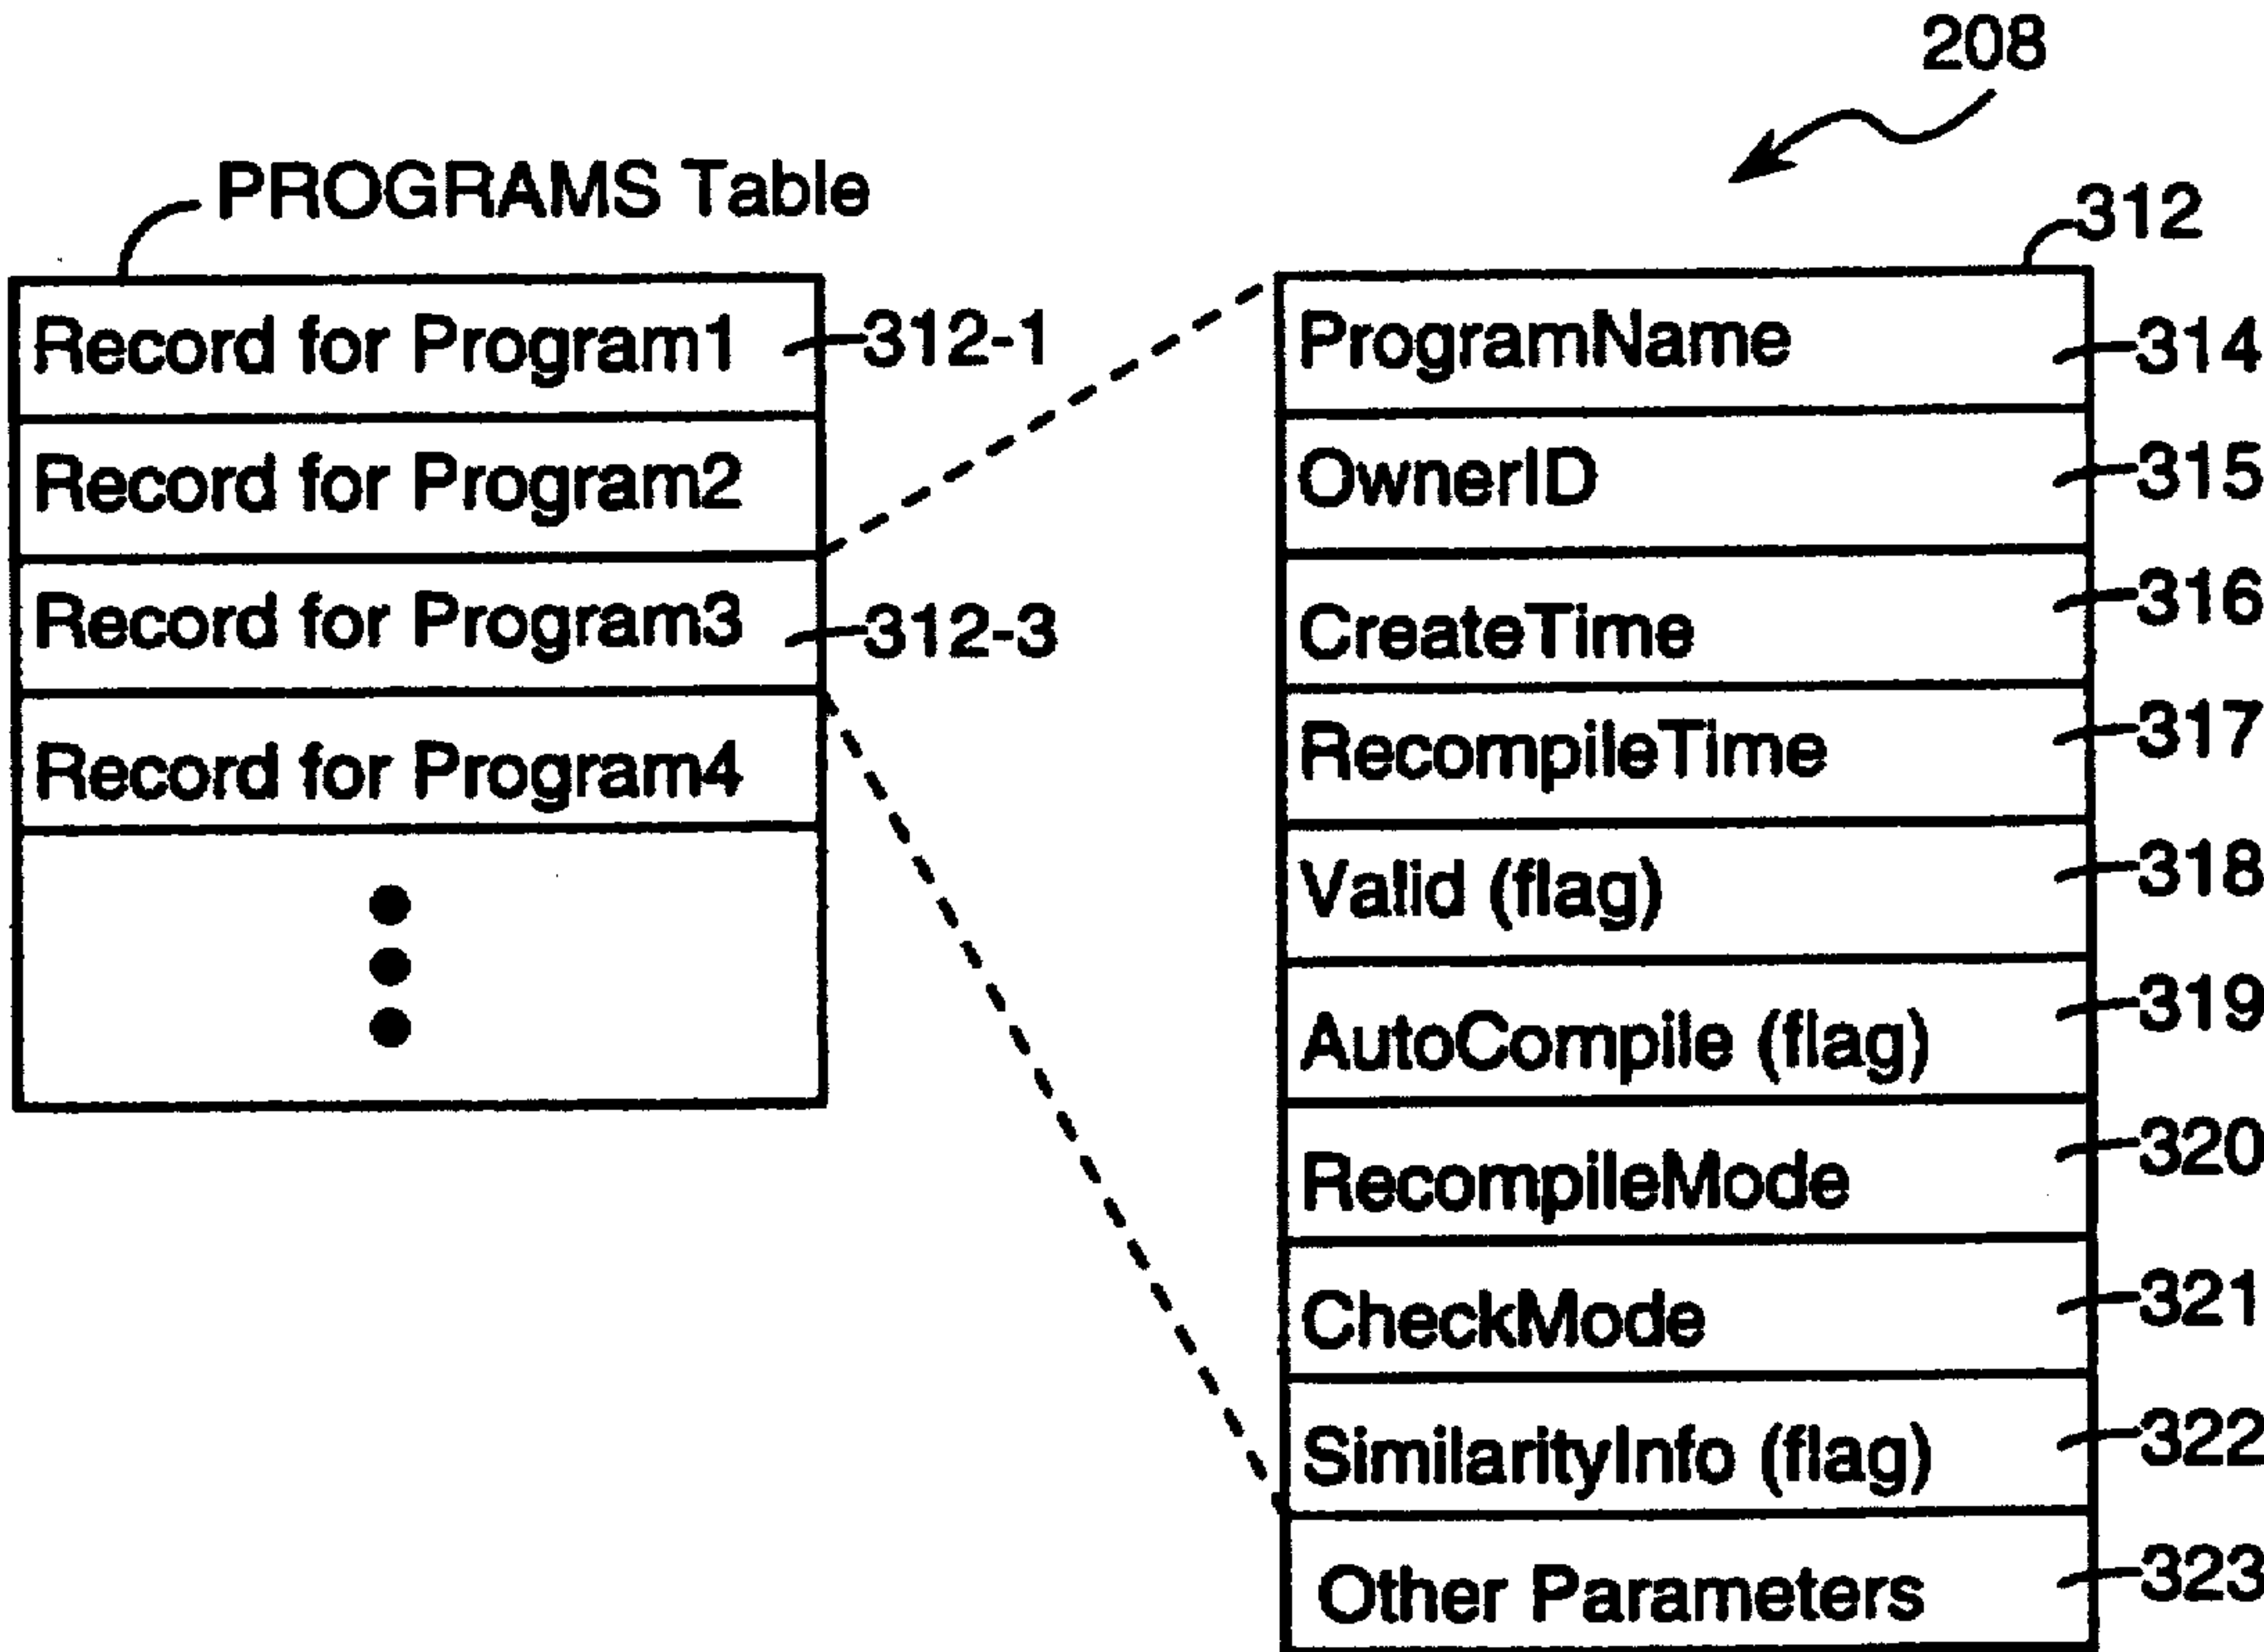 208
PROGRAMS Table
312
Record for Program1
312-1
Record for Program2
Record for Program3
312-3
Record for Program4
ProgramName
314
OwnerID
315
CreateTime
316
RecompileTime
317
Valid (flag)
318
AutoCompile (flag)
319
RecompileMode
320
CheckMode
321
SimilarityInfo (flag)
322
Other Parameters
323